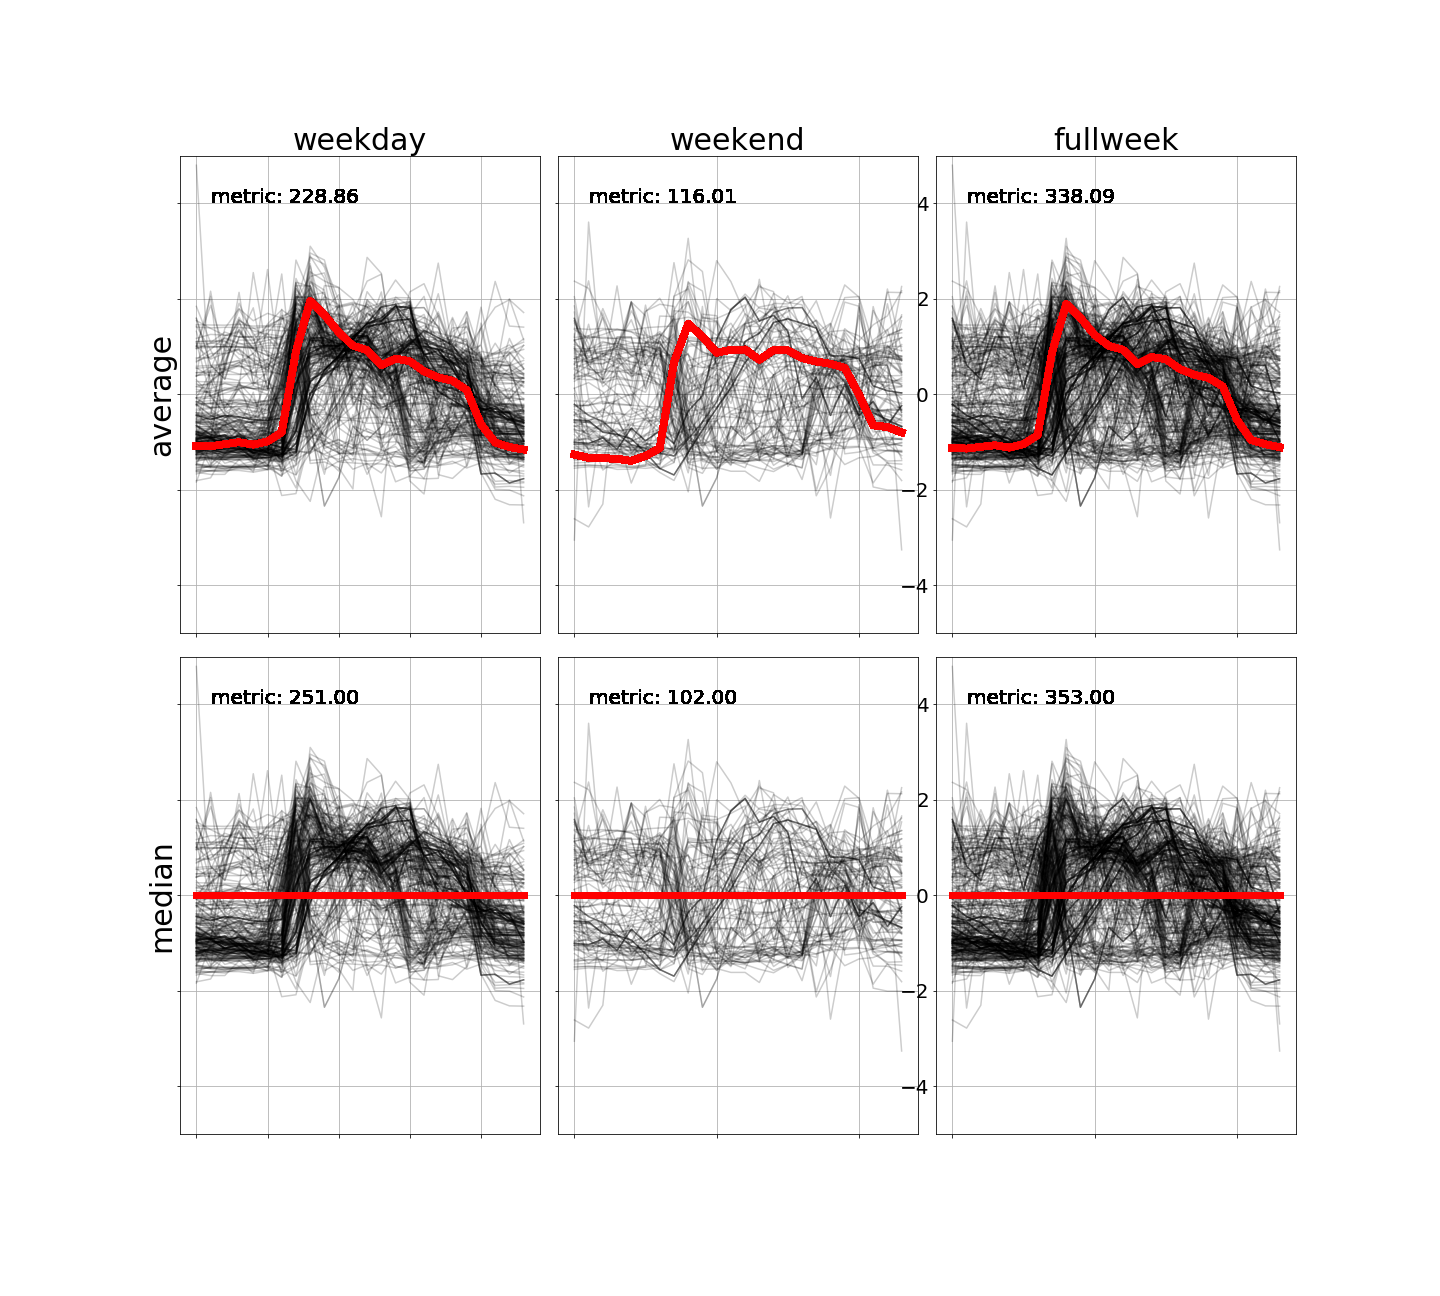 weekday weekend fullweek
average
metric: 228.86 metric: 116.01 metric: 338.09
4
2
0
−2
−4
median
metric: 251.00 metric: 102.00 metric: 353.00
4
2
0
−2
−4